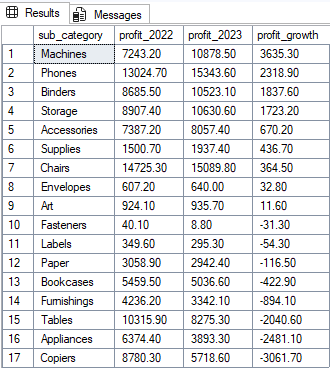 Results Messages
sub_category profit_2022 profit_2023 profit_growth
1 Machines 7243.20 10878.50 3635.30
2 Phones 13024.70 15343.60 2318.90
3 Binders 8685.50 10523.10 1837.60
4 Storage 8907.40 10630.60 1723.20
5 Accessories 7387.20 8057.40 670.20
6 Supplies 1500.70 1937.40 436.70
7 Chairs 14725.30 15089.80 364.50
8 Envelopes 607.20 640.00 32.80
9 Art 924.10 935.70 11.60
10 Fasteners 40.10 8.80 -31.30
11 Labels 349.60 295.30 -54.30
12 Paper 3058.90 2942.40 -116.50
13 Bookcases 5459.50 5036.60 -422.90
14 Furnishings 4236.20 3342.10 -894.10
15 Tables 10315.90 8275.30 -2040.60
16 Appliances 6374.40 3893.30 -2481.10
17 Copiers 8780.30 5718.60 -3061.70